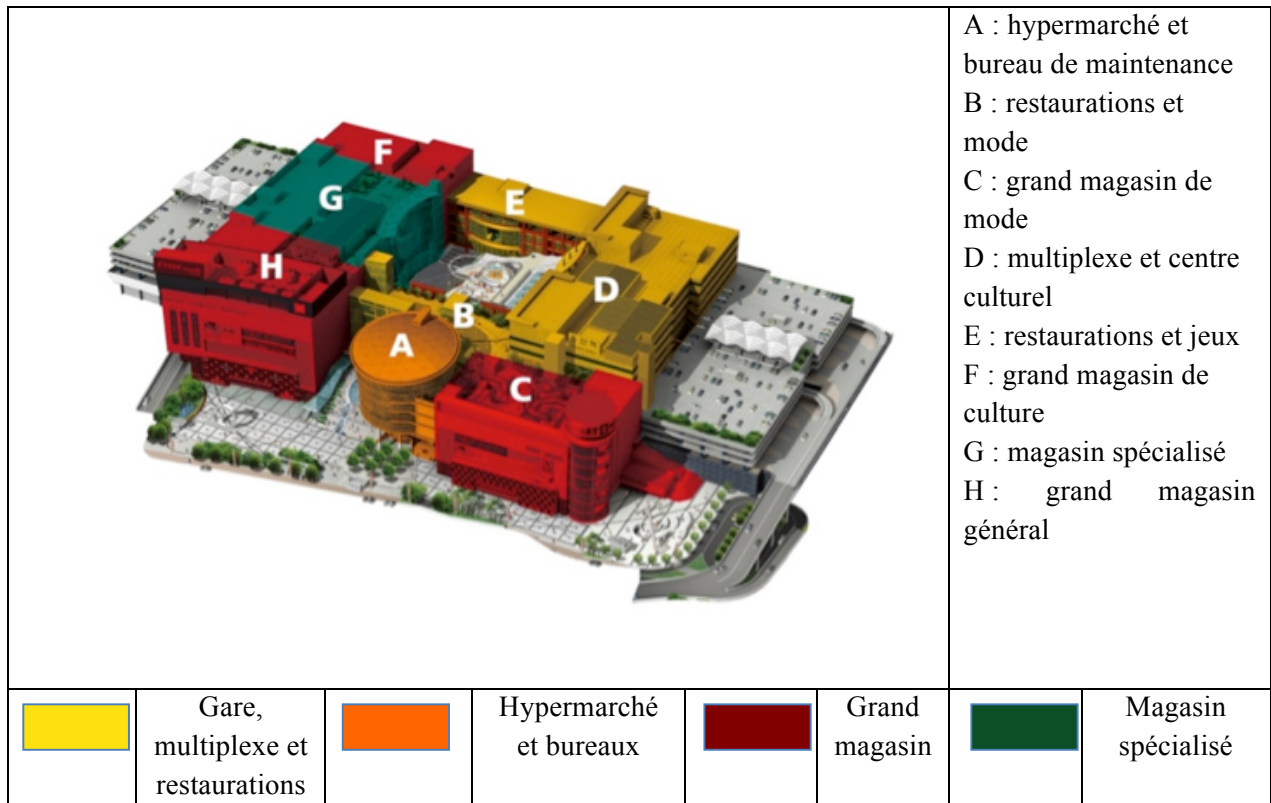 F
G
E
H
D
B
A
C
A : hypermarché et
bureau de maintenance
B : restaurations et
mode
C : grand magasin de
mode
D : multiplexe et centre
culturel
E : restaurations et jeux
F : grand magasin de
culture
G : magasin spécialisé
H : grand magasin
général
Gare,
multiplexe et
restaurations
Hypermarché
et bureaux
Grand
magasin
Magasin
spécialisé